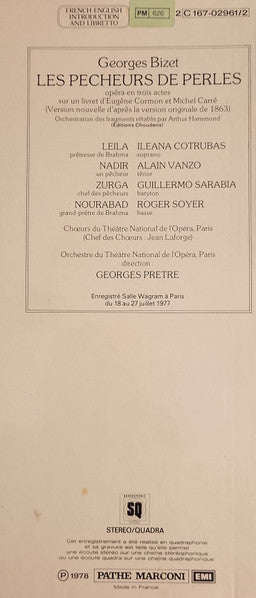 FRENCH-ENGLISH
INTRODUCTION
AND LIBRETTO
PM 626
2 C 167-02961/2
Georges Bizet
LES PECHEURS DE PERLES
opéra en trois actes
sur un livret d'Eugène Cormon et Michel Carré
(Version nouvelle d'après la version originale de 1863)
Orchestration des fragments rétablis par Arthur Hammond
(Éditions Choudens)
LEILA ILEANA COTRUBAS
prêtresse de Brahma soprano
NADIR ALAIN VANZO
un pêcheur ténor
ZURGA GUILLERMO SARABIA
chef des pêcheurs baryton
NOURABAD ROGER SOYER
grand prêtre de Brahma basse
Chœurs du Théâtre National de l'Opéra, Paris
(Chef des Chœurs : Jean Laforge)
Orchestre du Théâtre National de l'Opéra, Paris
direction
GEORGES PRETRE
Enregistré Salle Wagram à Paris
du 18 au 27 juillet 1977
SQ
STEREO/QUADRA
Cet enregistrement a été réalisé en quadraphonie
et sa gravure est telle qu'elle permet
une écoute stéréo sur une chaîne stéréophonique
ou une écoute quadra sur une chaîne quadraphonique
Ⓟ 1978 PATHE MARCONI EMI
Made in France